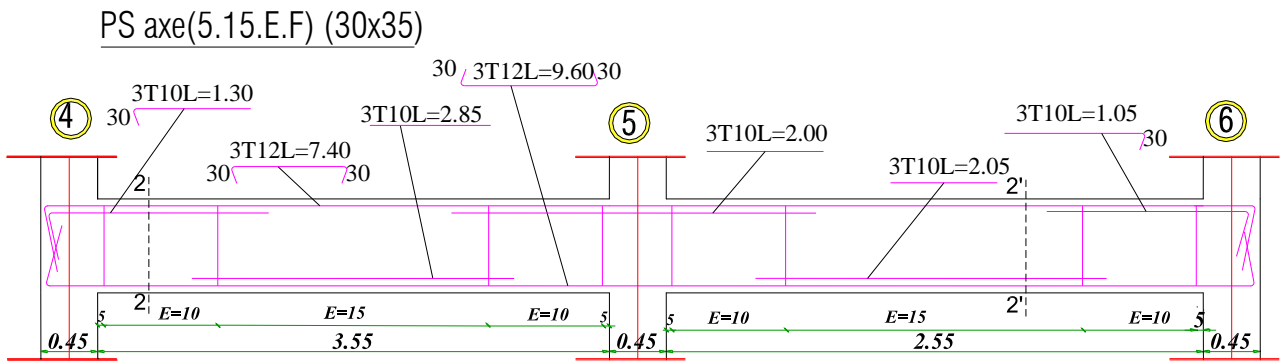 PS axe(5.15.E.F) (30x35)
30 3T12L=9.60 30
3T10L=1.30
30
3T10L=2.85
3T10L=1.05
30
4
5
6
3T12L=7.40
30 30
3T10L=2.00
3T10L=2.05
2 2'
2 2'
5 E=10 E=15 E=10 5 5 E=10 E=15 E=10 5
0.45 3.55 0.45 2.55 0.45